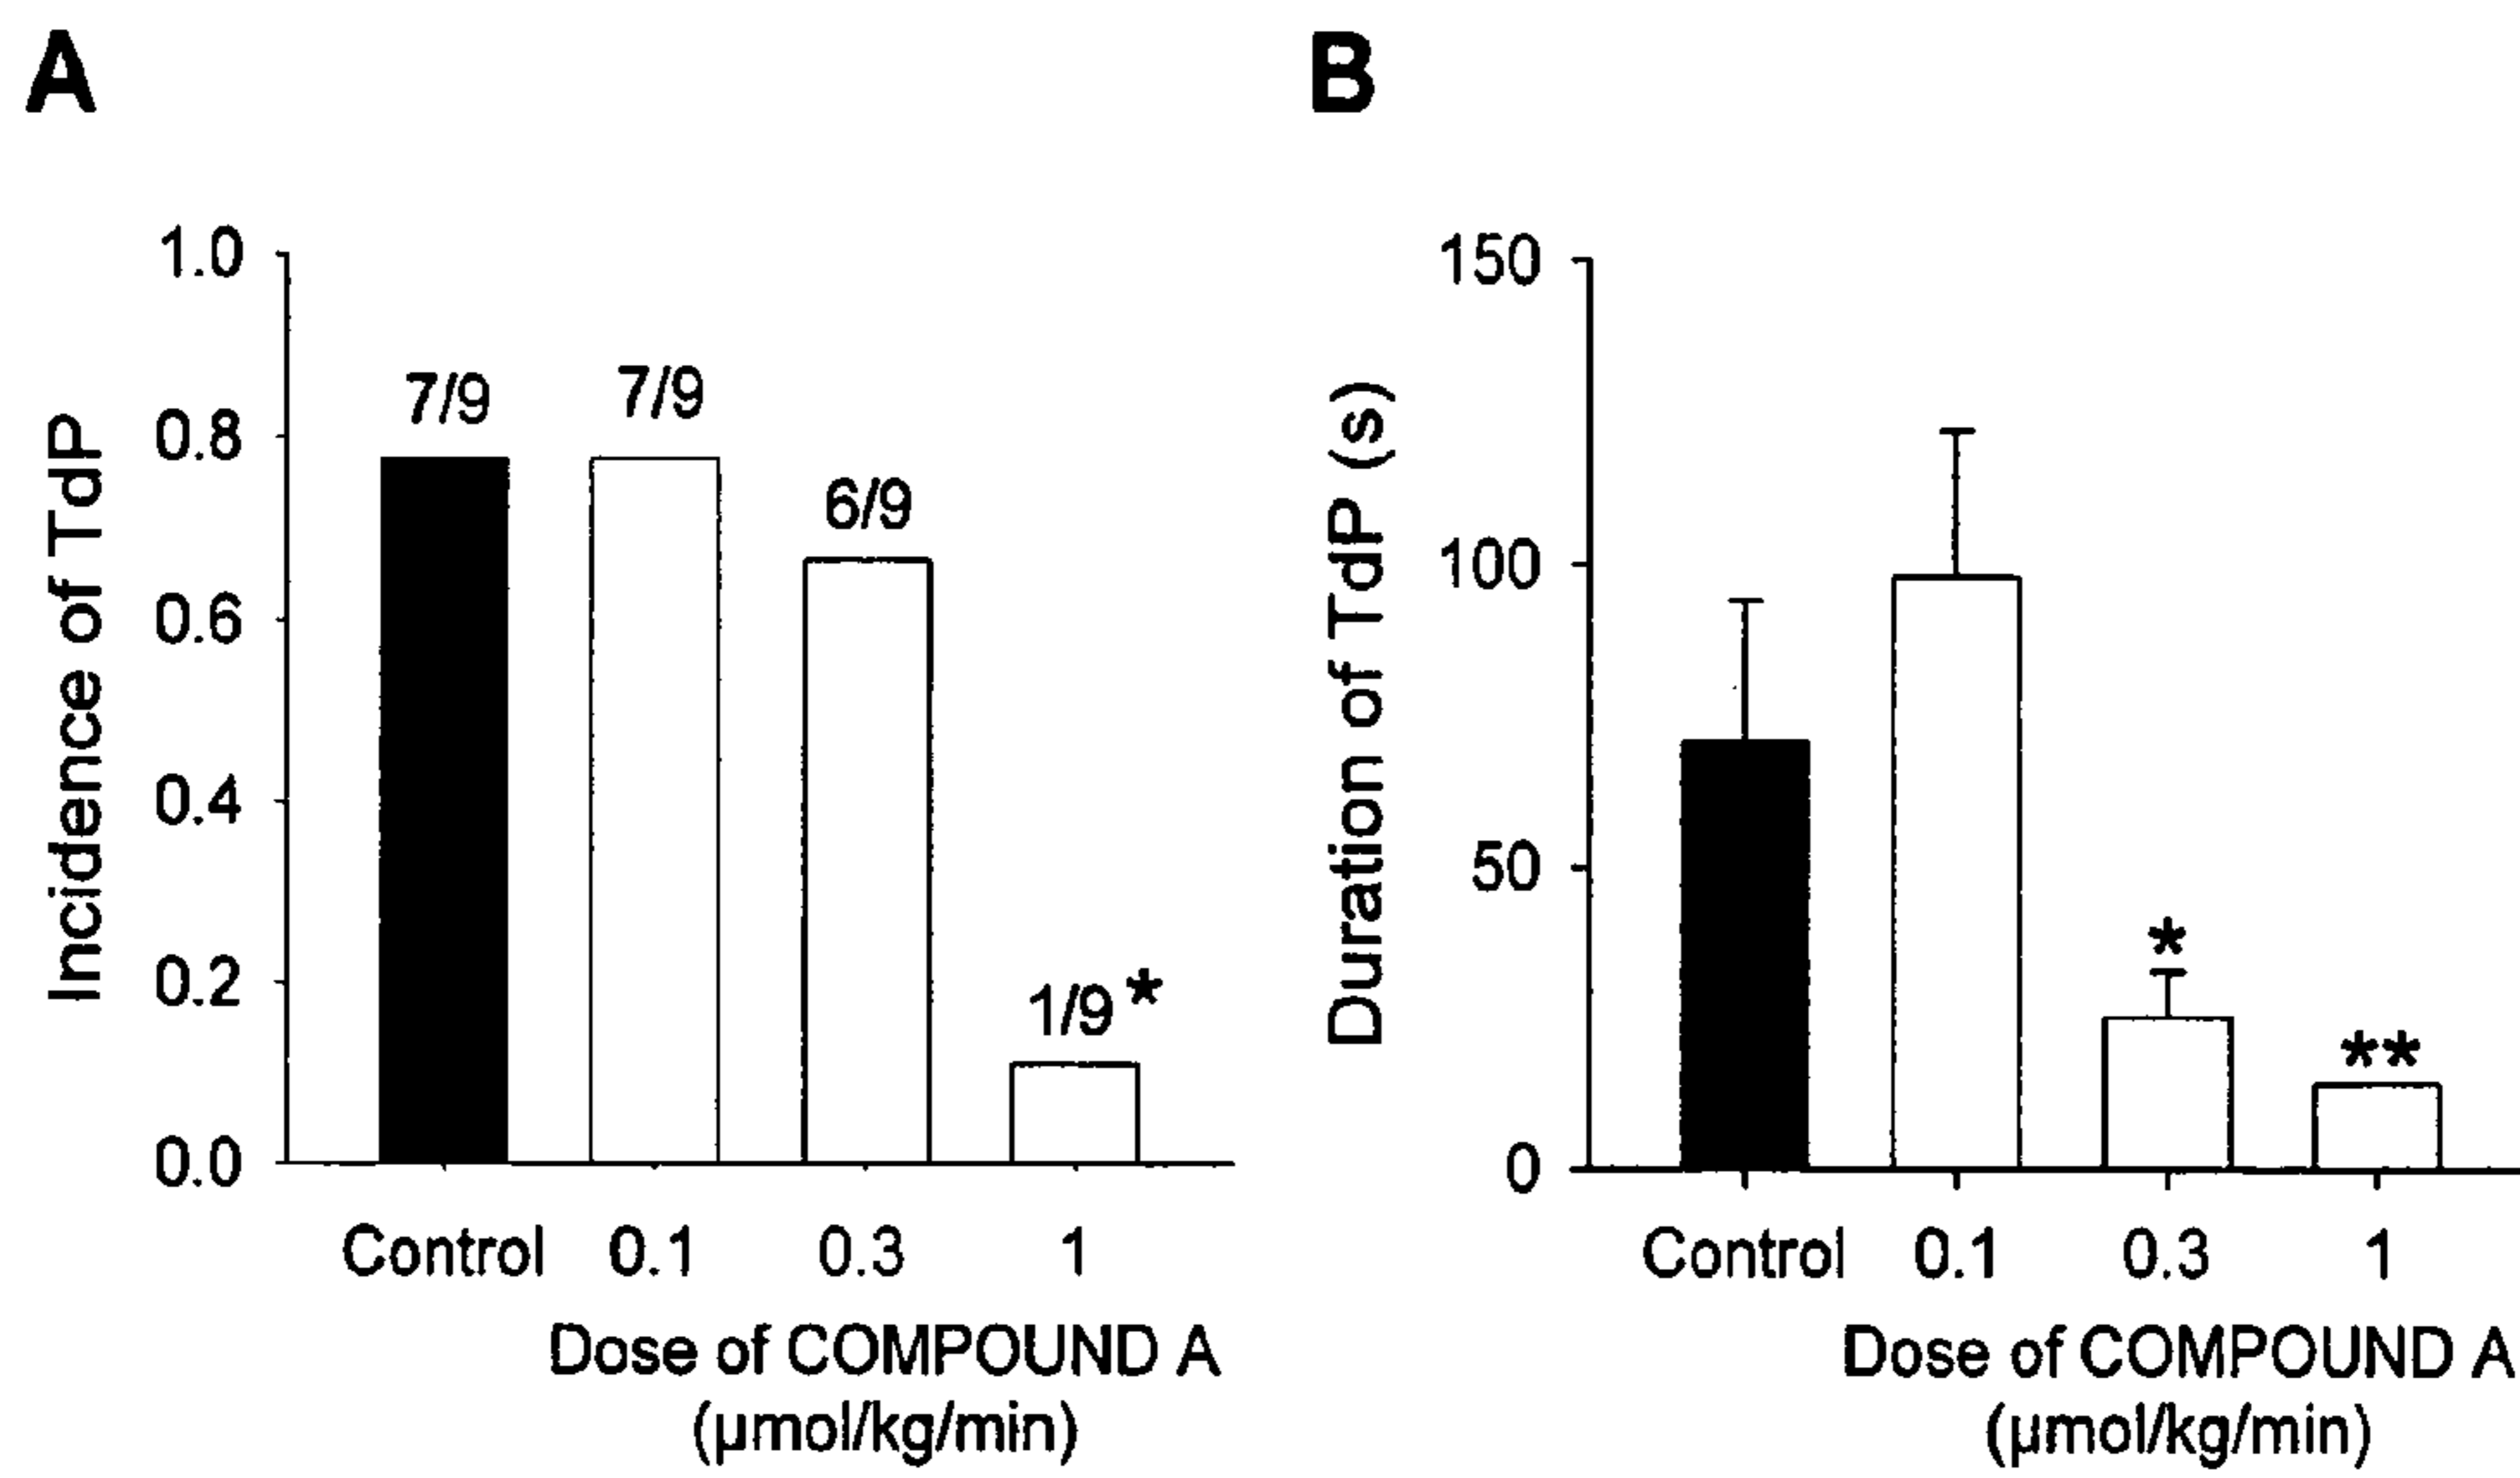 A
1.0
0.8
0.6
0.4
0.2
0.0
Incidence of TdP
7/9
7/9
6/9
1/9 *
Control 0.1 0.3 1
Dose of COMPOUND A
(µmol/kg/min)
B
150
100
50
0
Duration of TdP (s)
*
**
Control 0.1 0.3 1
Dose of COMPOUND A
(µmol/kg/min)